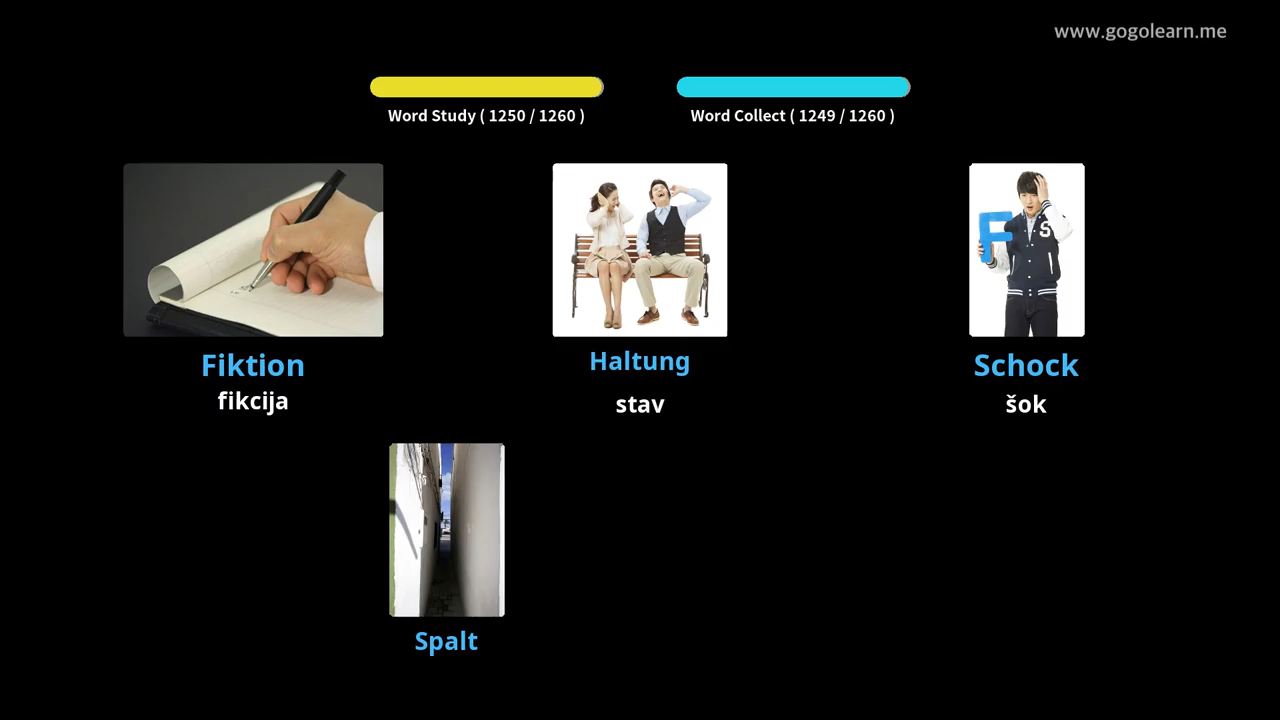 www.gogolearn.me
Word Study ( 1250 / 1260 )
Word Collect ( 1249 / 1260 )
F
S
Fiktion
Haltung
Schock
fikcija
stav
šok
Spalt